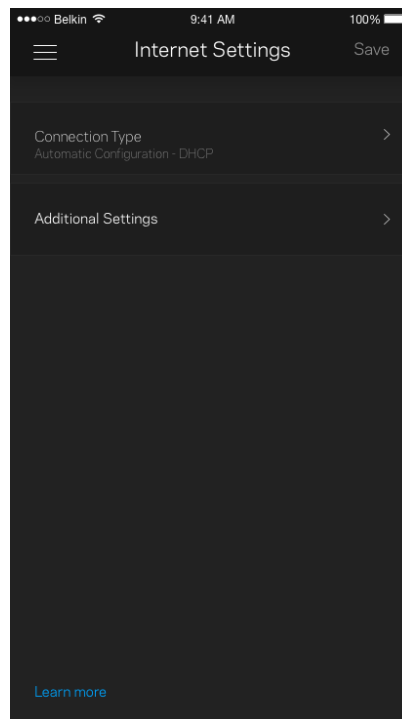 Belkin 9:41 AM 100%
Internet Settings Save
Connection Type
Automatic Configuration - DHCP
Additional Settings
Learn more